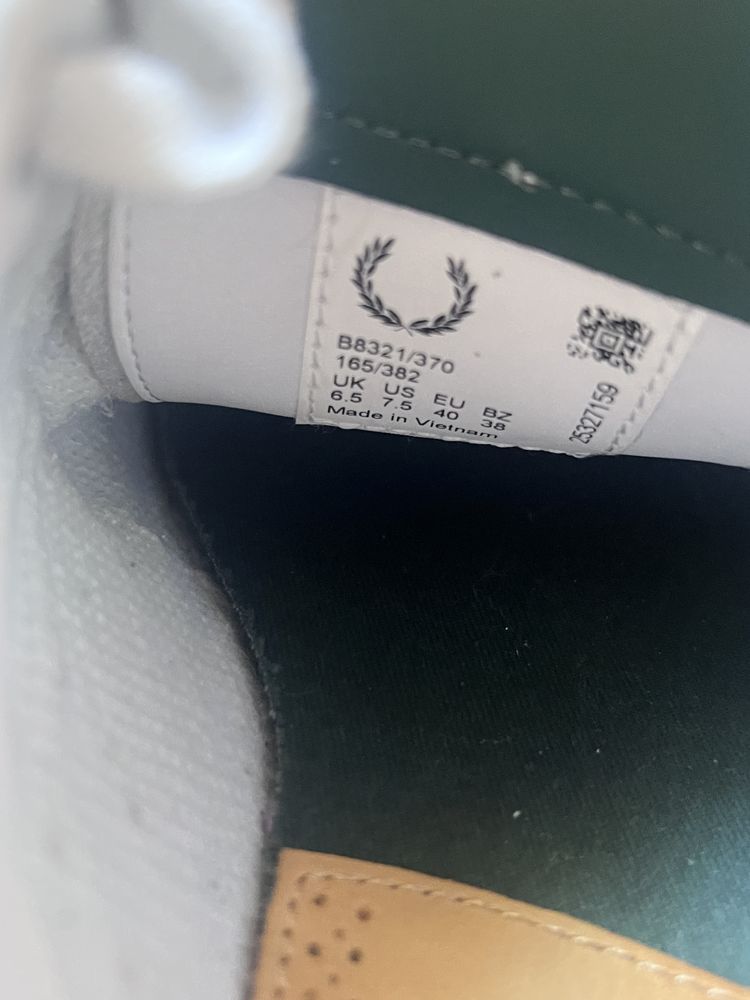 B8321/370
165/382
UK US EU BZ
6.5 7.5 40 38
Made in Vietnam
25327159